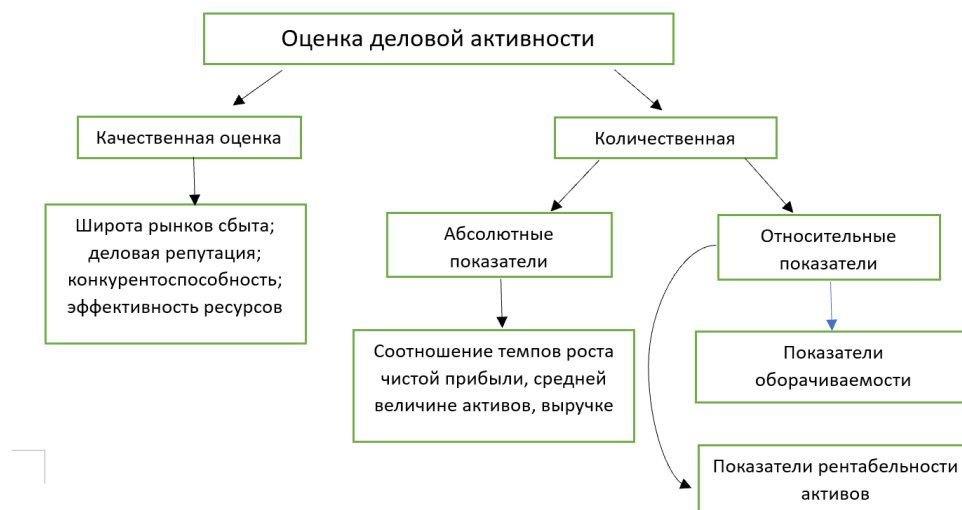 Оценка деловой активности
Качественная оценка
Количественная
Широта рынков сбыта;
деловая репутация;
конкурентоспособность;
эффективность ресурсов
Абсолютные
показатели
Относительные
показатели
Соотношение темпов роста
чистой прибыли, средней
величине активов, выручке
Показатели
оборачиваемости
Показатели рентабельности
активов